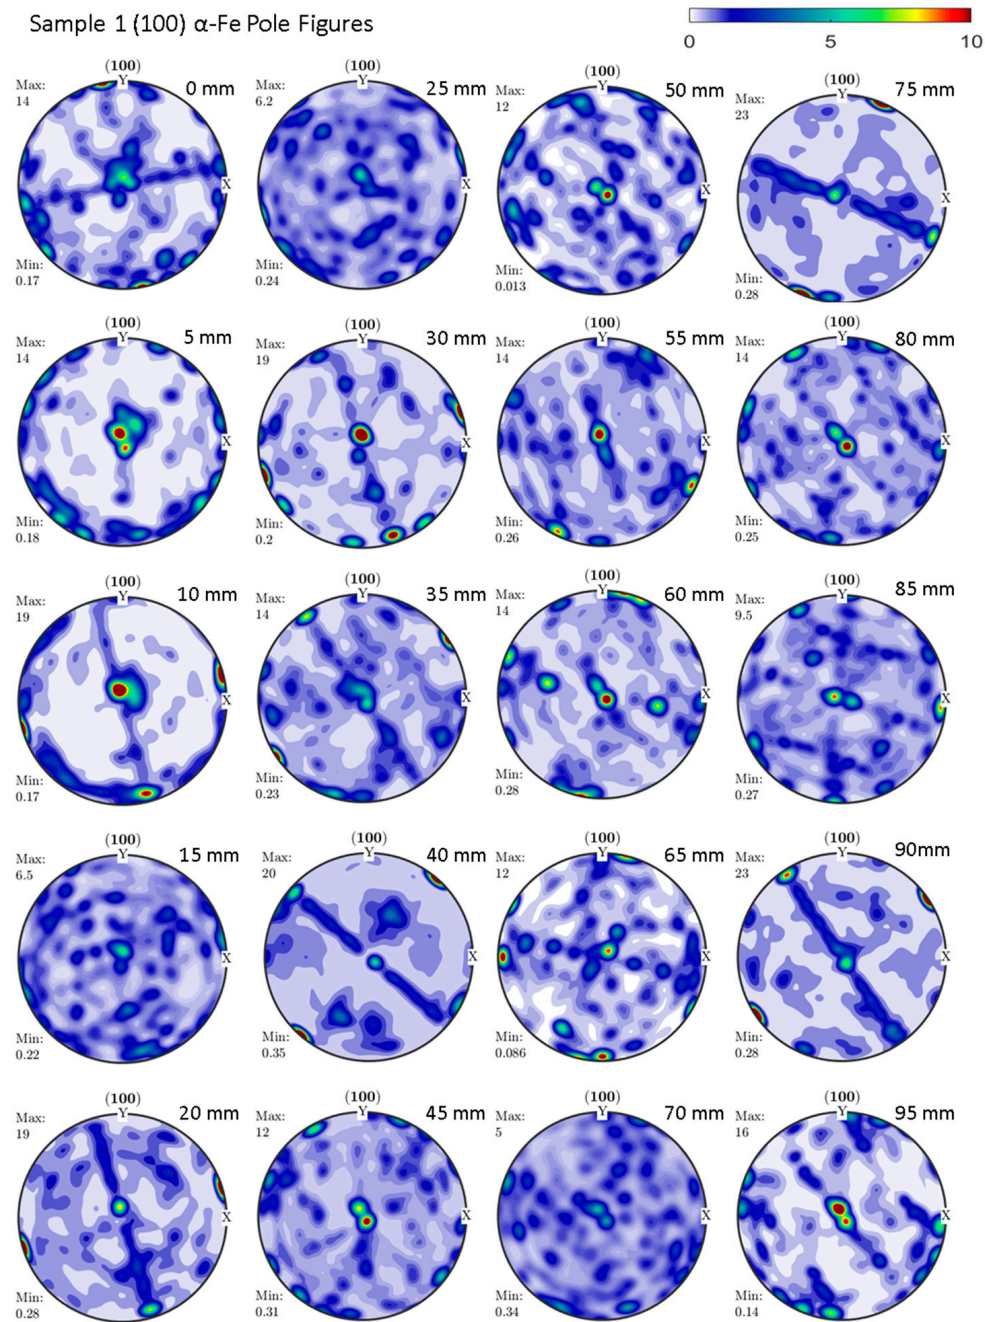 Sample 1 (100) α-Fe Pole Figures
0 5 10
(100) (100) (100) (100)
Max: 14 Y 0 mm Max: 6.2 Y 25 mm Max: 12 Y 50 mm Max: 23 Y 75 mm
X X X X
Min: 0.17 Min: 0.24 Min: 0.013 Min: 0.28
(100) (100) (100) (100)
Max: 14 Y 5 mm Max: 19 Y 30 mm Max: 14 Y 55 mm Max: 14 Y 80 mm
X X X X
Min: 0.18 Min: 0.2 Min: 0.26 Min: 0.25
(100) (100) (100) (100)
Max: 19 Y 10 mm Max: 14 Y 35 mm Max: 14 Y 60 mm Max: 9.5 Y 85 mm
X X X X
Min: 0.17 Min: 0.23 Min: 0.28 Min: 0.27
(100) (100) (100) (100)
Max: 6.5 Y 15 mm Max: 20 Y 40 mm Max: 12 Y 65 mm Max: 23 Y 90mm
X X X X
Min: 0.22 Min: 0.35 Min: 0.086 Min: 0.28
(100) (100) (100) (100)
Max: 19 Y 20 mm Max: 12 Y 45 mm Max: 5 Y 70 mm Max: 16 Y 95 mm
X X X X
Min: 0.28 Min: 0.31 Min: 0.34 Min: 0.14